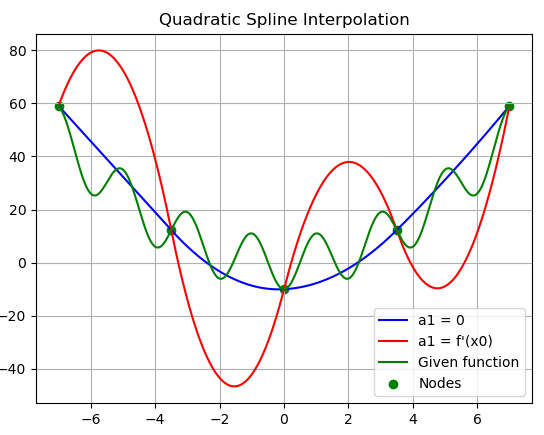 Quadratic Spline Interpolation
80
60
40
20
0
−20
−40
−6
−4
−2
0
2
4
6
a1 = 0
a1 = f'(x0)
Given function
Nodes